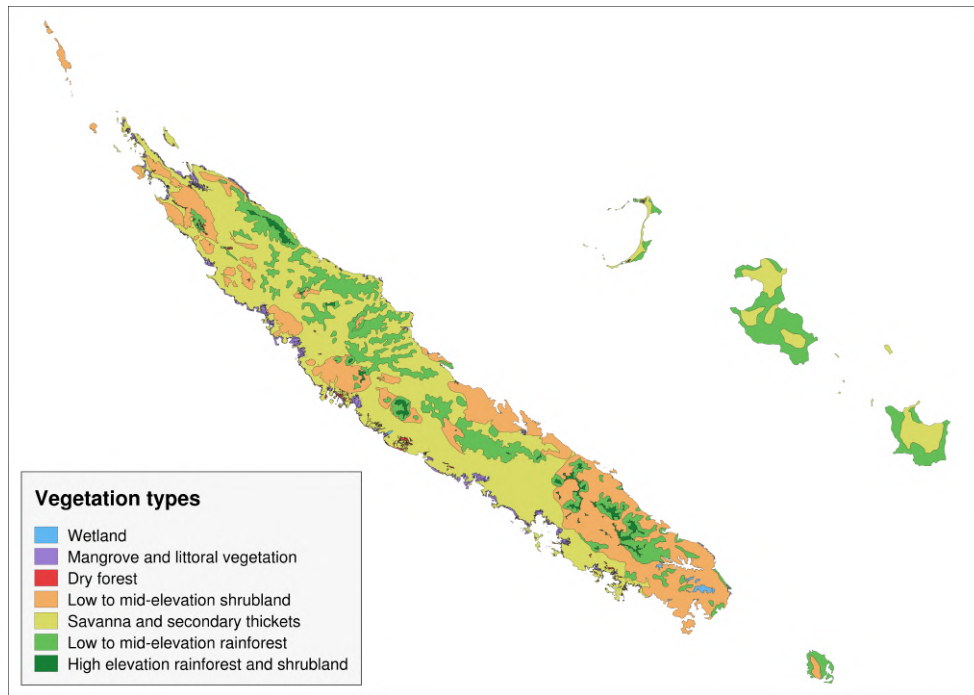 Vegetation types
Wetland
Mangrove and littoral vegetation
Dry forest
Low to mid-elevation shrubland
Savanna and secondary thickets
Low to mid-elevation rainforest
High elevation rainforest and shrubland